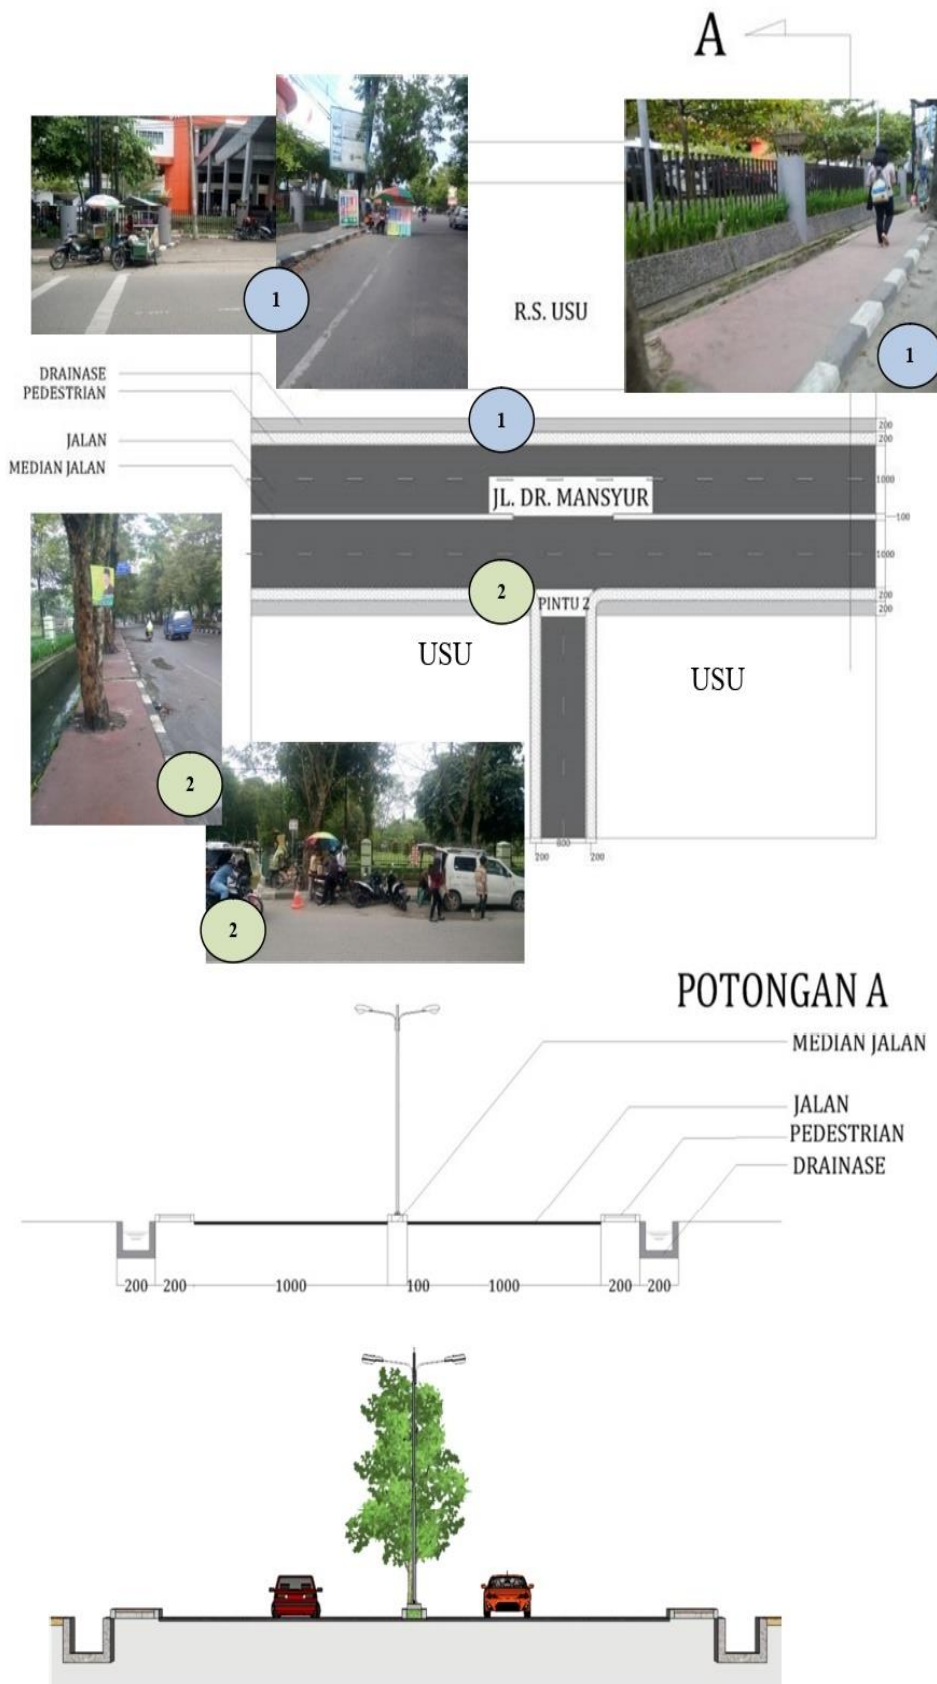 A
1
1
R.S. USU
1
DRAINASE
PEDESTRIAN
JALAN
MEDIAN JALAN
1
JL. DR. MANSYUR
200
200
1000
100
1000
200
200
2
PINTU 2
USU
USU
2
200
800
200
2
POTONGAN A
MEDIAN JALAN
JALAN
PEDESTRIAN
DRAINASE
200 200 1000 100 1000 200 200